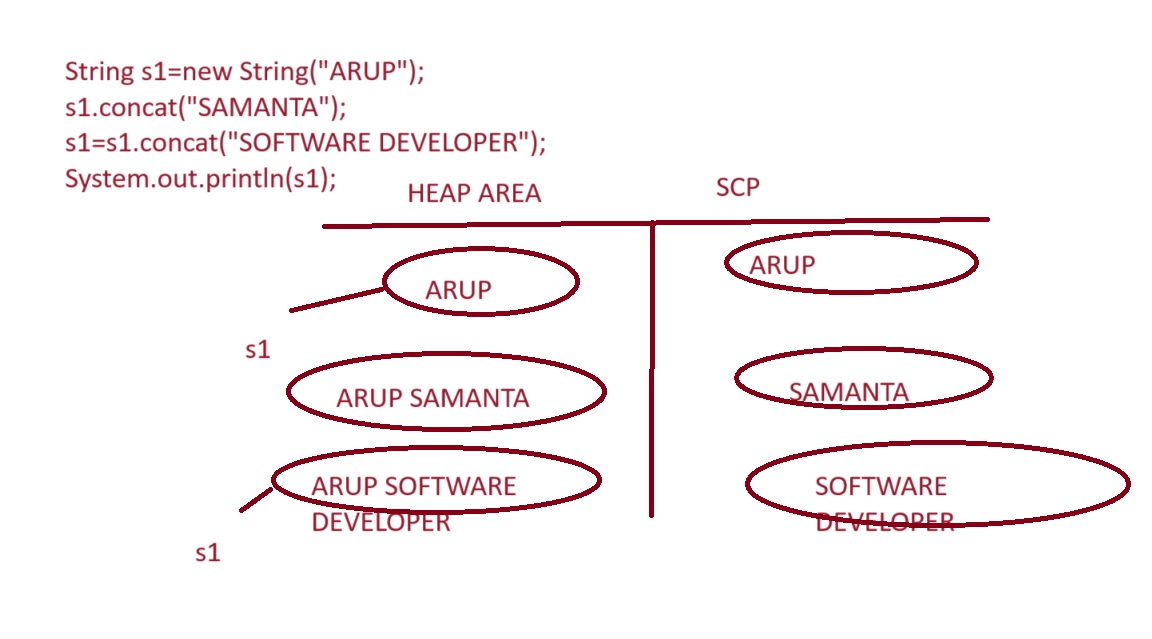 String s1=new String("ARUP");
s1.concat("SAMANTA");
s1=s1.concat("SOFTWARE DEVELOPER");
System.out.println(s1);
HEAP AREA
SCP
ARUP
ARUP
s1
ARUP SAMANTA
SAMANTA
ARUP SOFTWARE
DEVELOPER
SOFTWARE
DEVELOPER
s1